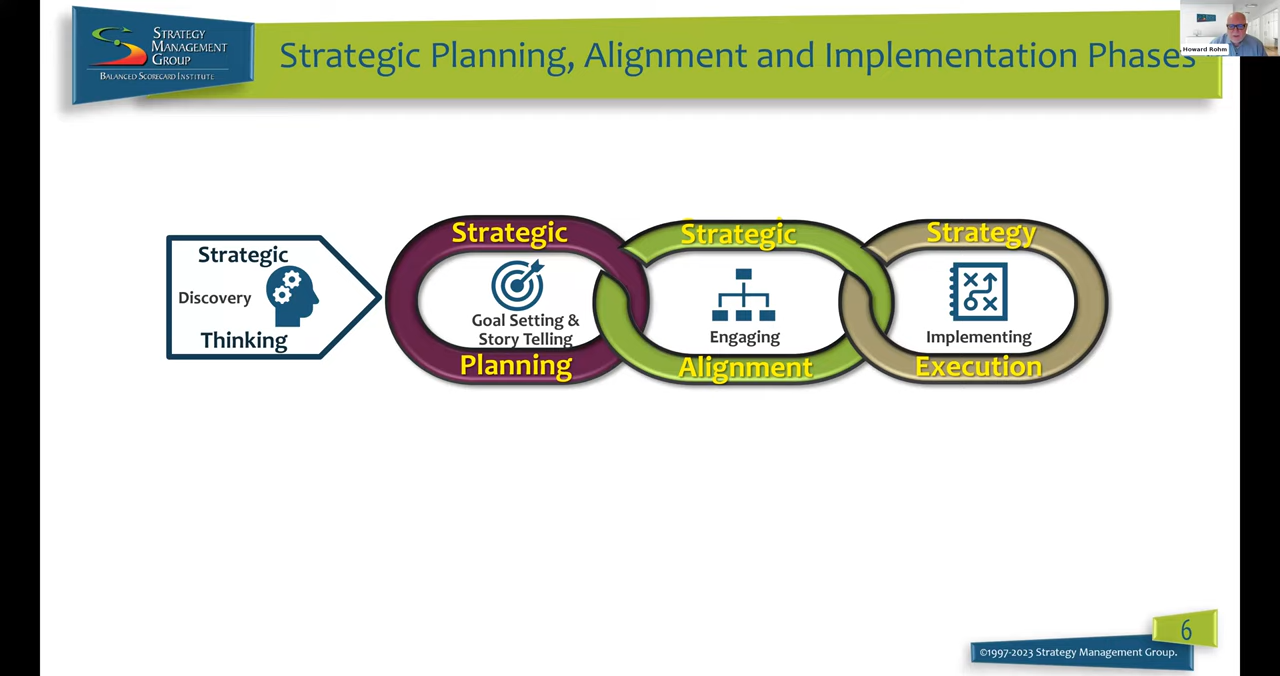 STRATEGY
MANAGEMENT
GROUP
BALANCED SCORECARD INSTITUTE
Strategic Planning, Alignment and Implementation Phases
Howard Rohm
Strategic
Discovery
Thinking
Strategic
Goal Setting &
Story Telling
Planning
Strategic
Engaging
Alignment
Strategy
Implementing
Execution
6
©1997-2023 Strategy Management Group.